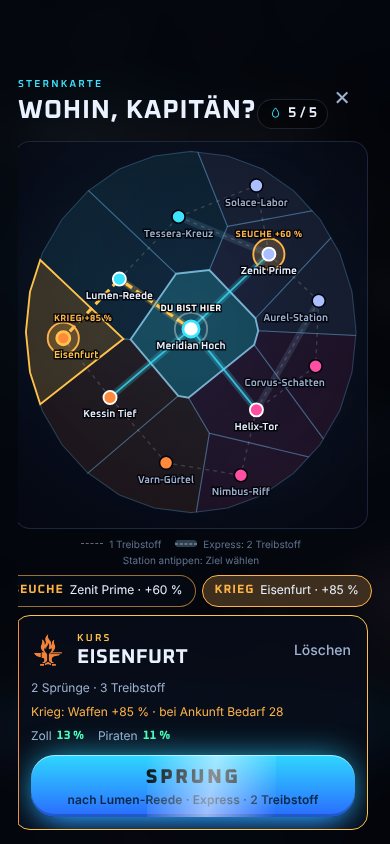 STERNKARTE
WOHIN, KAPITÄN?
5 / 5
Solace-Labor
Tessera-Kreuz
SEUCHE +60 %
Zenit Prime
Lumen-Reede
DU BIST HIER
KRIEG +85 %
Aurel-Station
Meridian Hoch
Eisenfurt
Corvus-Schatten
Kessin Tief
Helix-Tor
Varn-Gürtel
Nimbus-Riff
1 Treibstoff Express: 2 Treibstoff
Station antippen: Ziel wählen
EUCHE Zenit Prime · +60 % KRIEG Eisenfurt · +85 %
KURS
EISENFURT
Löschen
2 Sprünge · 3 Treibstoff
Krieg: Waffen +85 % · bei Ankunft Bedarf 28
Zoll 13 % Piraten 11 %
SPRUNG
nach Lumen-Reede · Express · 2 Treibstoff